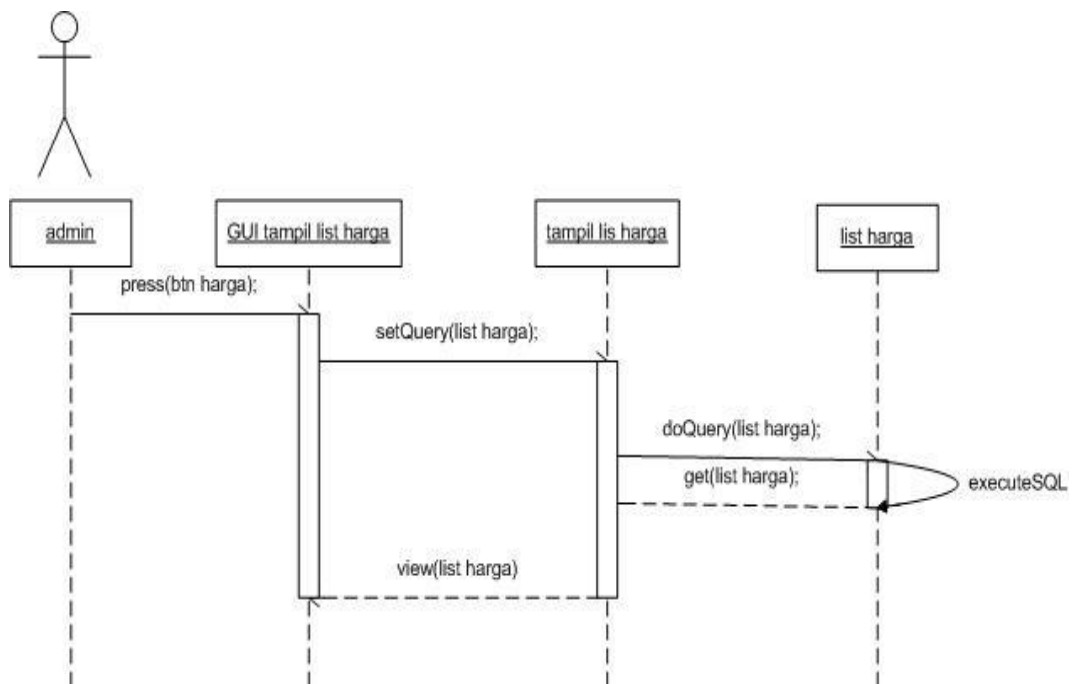 admin
GUI tampil list harga
tampil lis harga
list harga
press(btn harga);
setQuery(list harga);
doQuery(list harga);
get(list harga);
executeSQL
view(list harga)